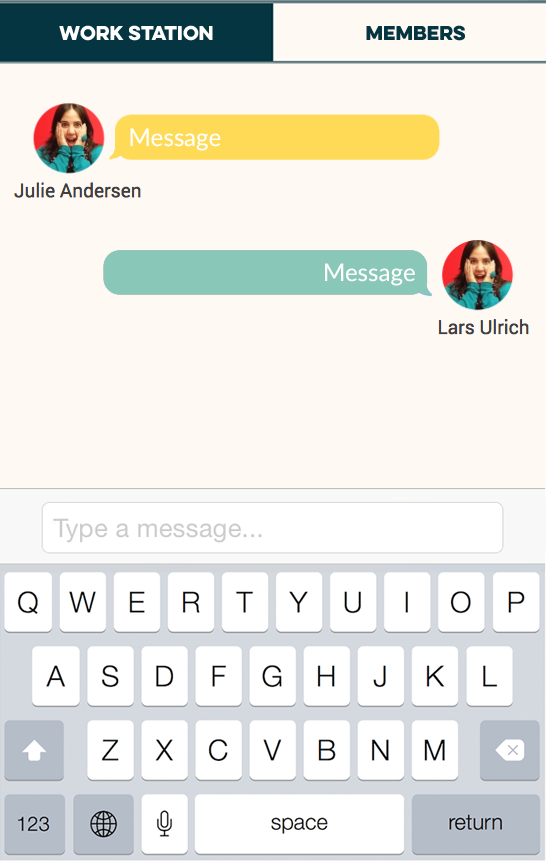 WORK STATION MEMBERS
Message
Julie Andersen
Message
Lars Ulrich
Type a message...
Q W E R T Y U I O P
A S D F G H J K L
Z X C V B N M
123 space return